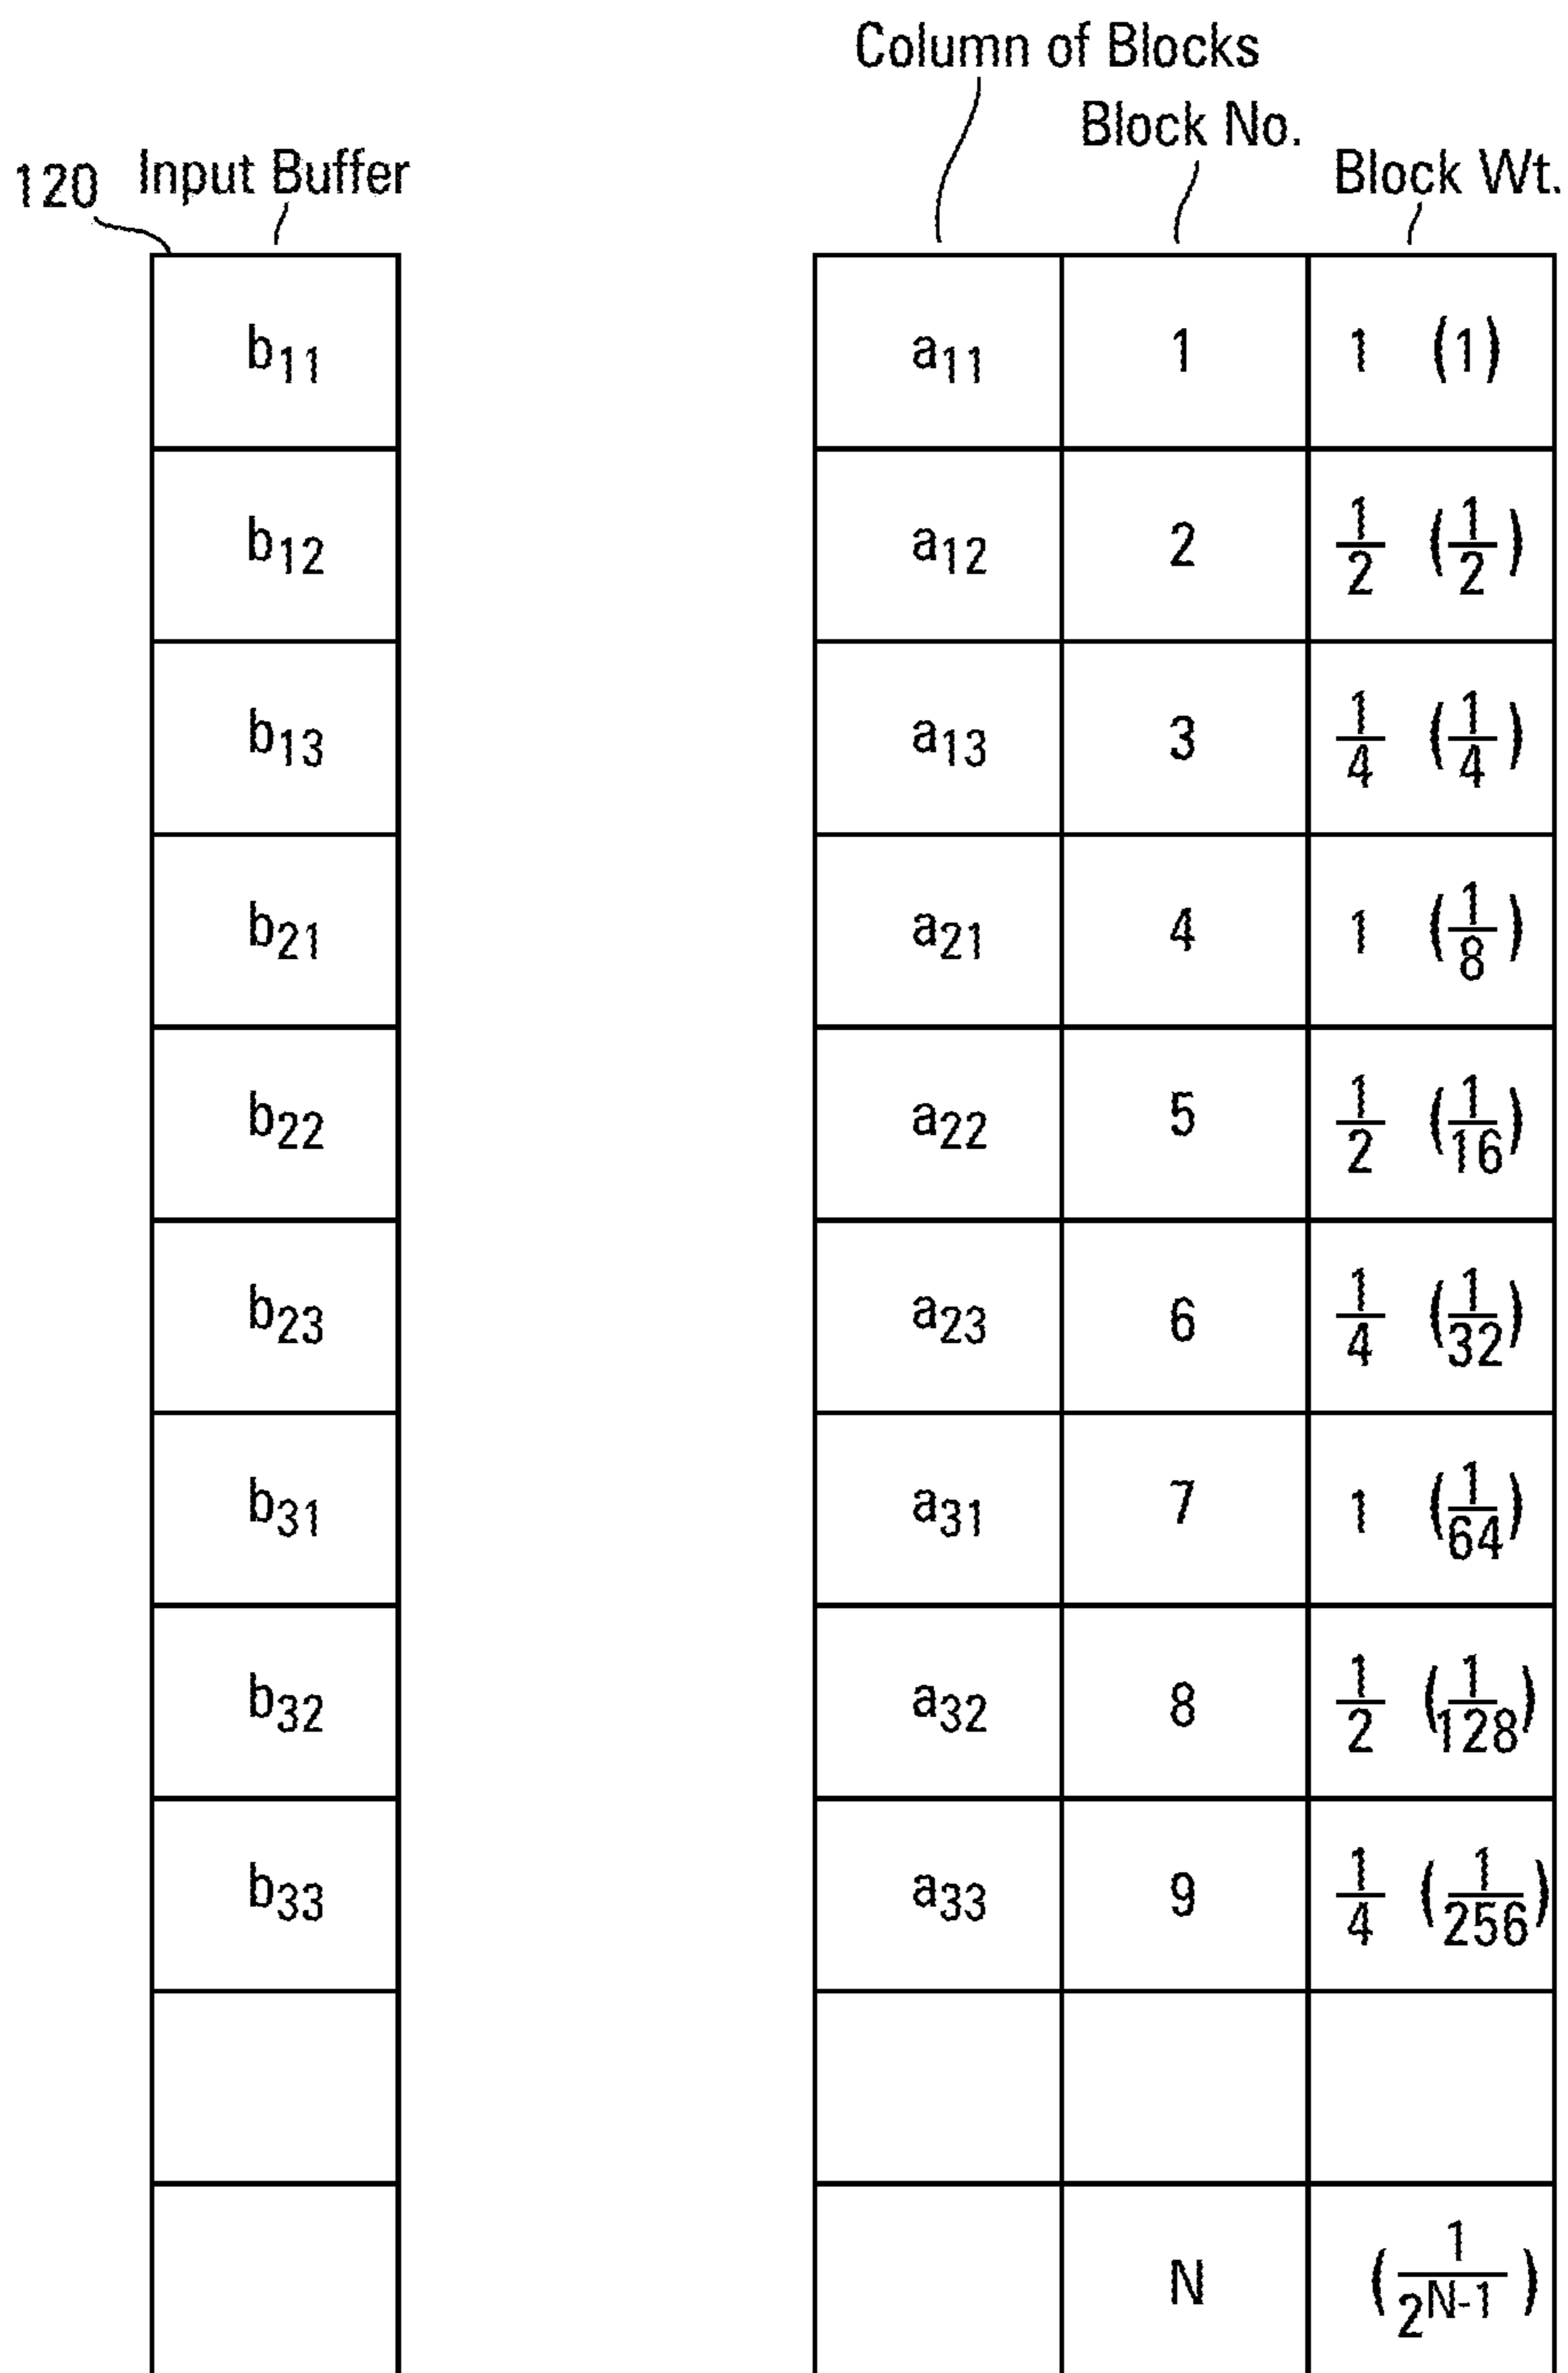 Column of Blocks
Block No.
120 Input Buffer Block Wt.
b11 a11 1 1 (1)
b12 a12 2 1/2 (1/2)
b13 a13 3 1/4 (1/4)
b21 a21 4 1 (1/8)
b22 a22 5 1/2 (1/16)
b23 a23 6 1/4 (1/32)
b31 a31 7 1 (1/64)
b32 a32 8 1/2 (1/128)
b33 a33 9 1/4 (1/256)
N (1/2^N-1)